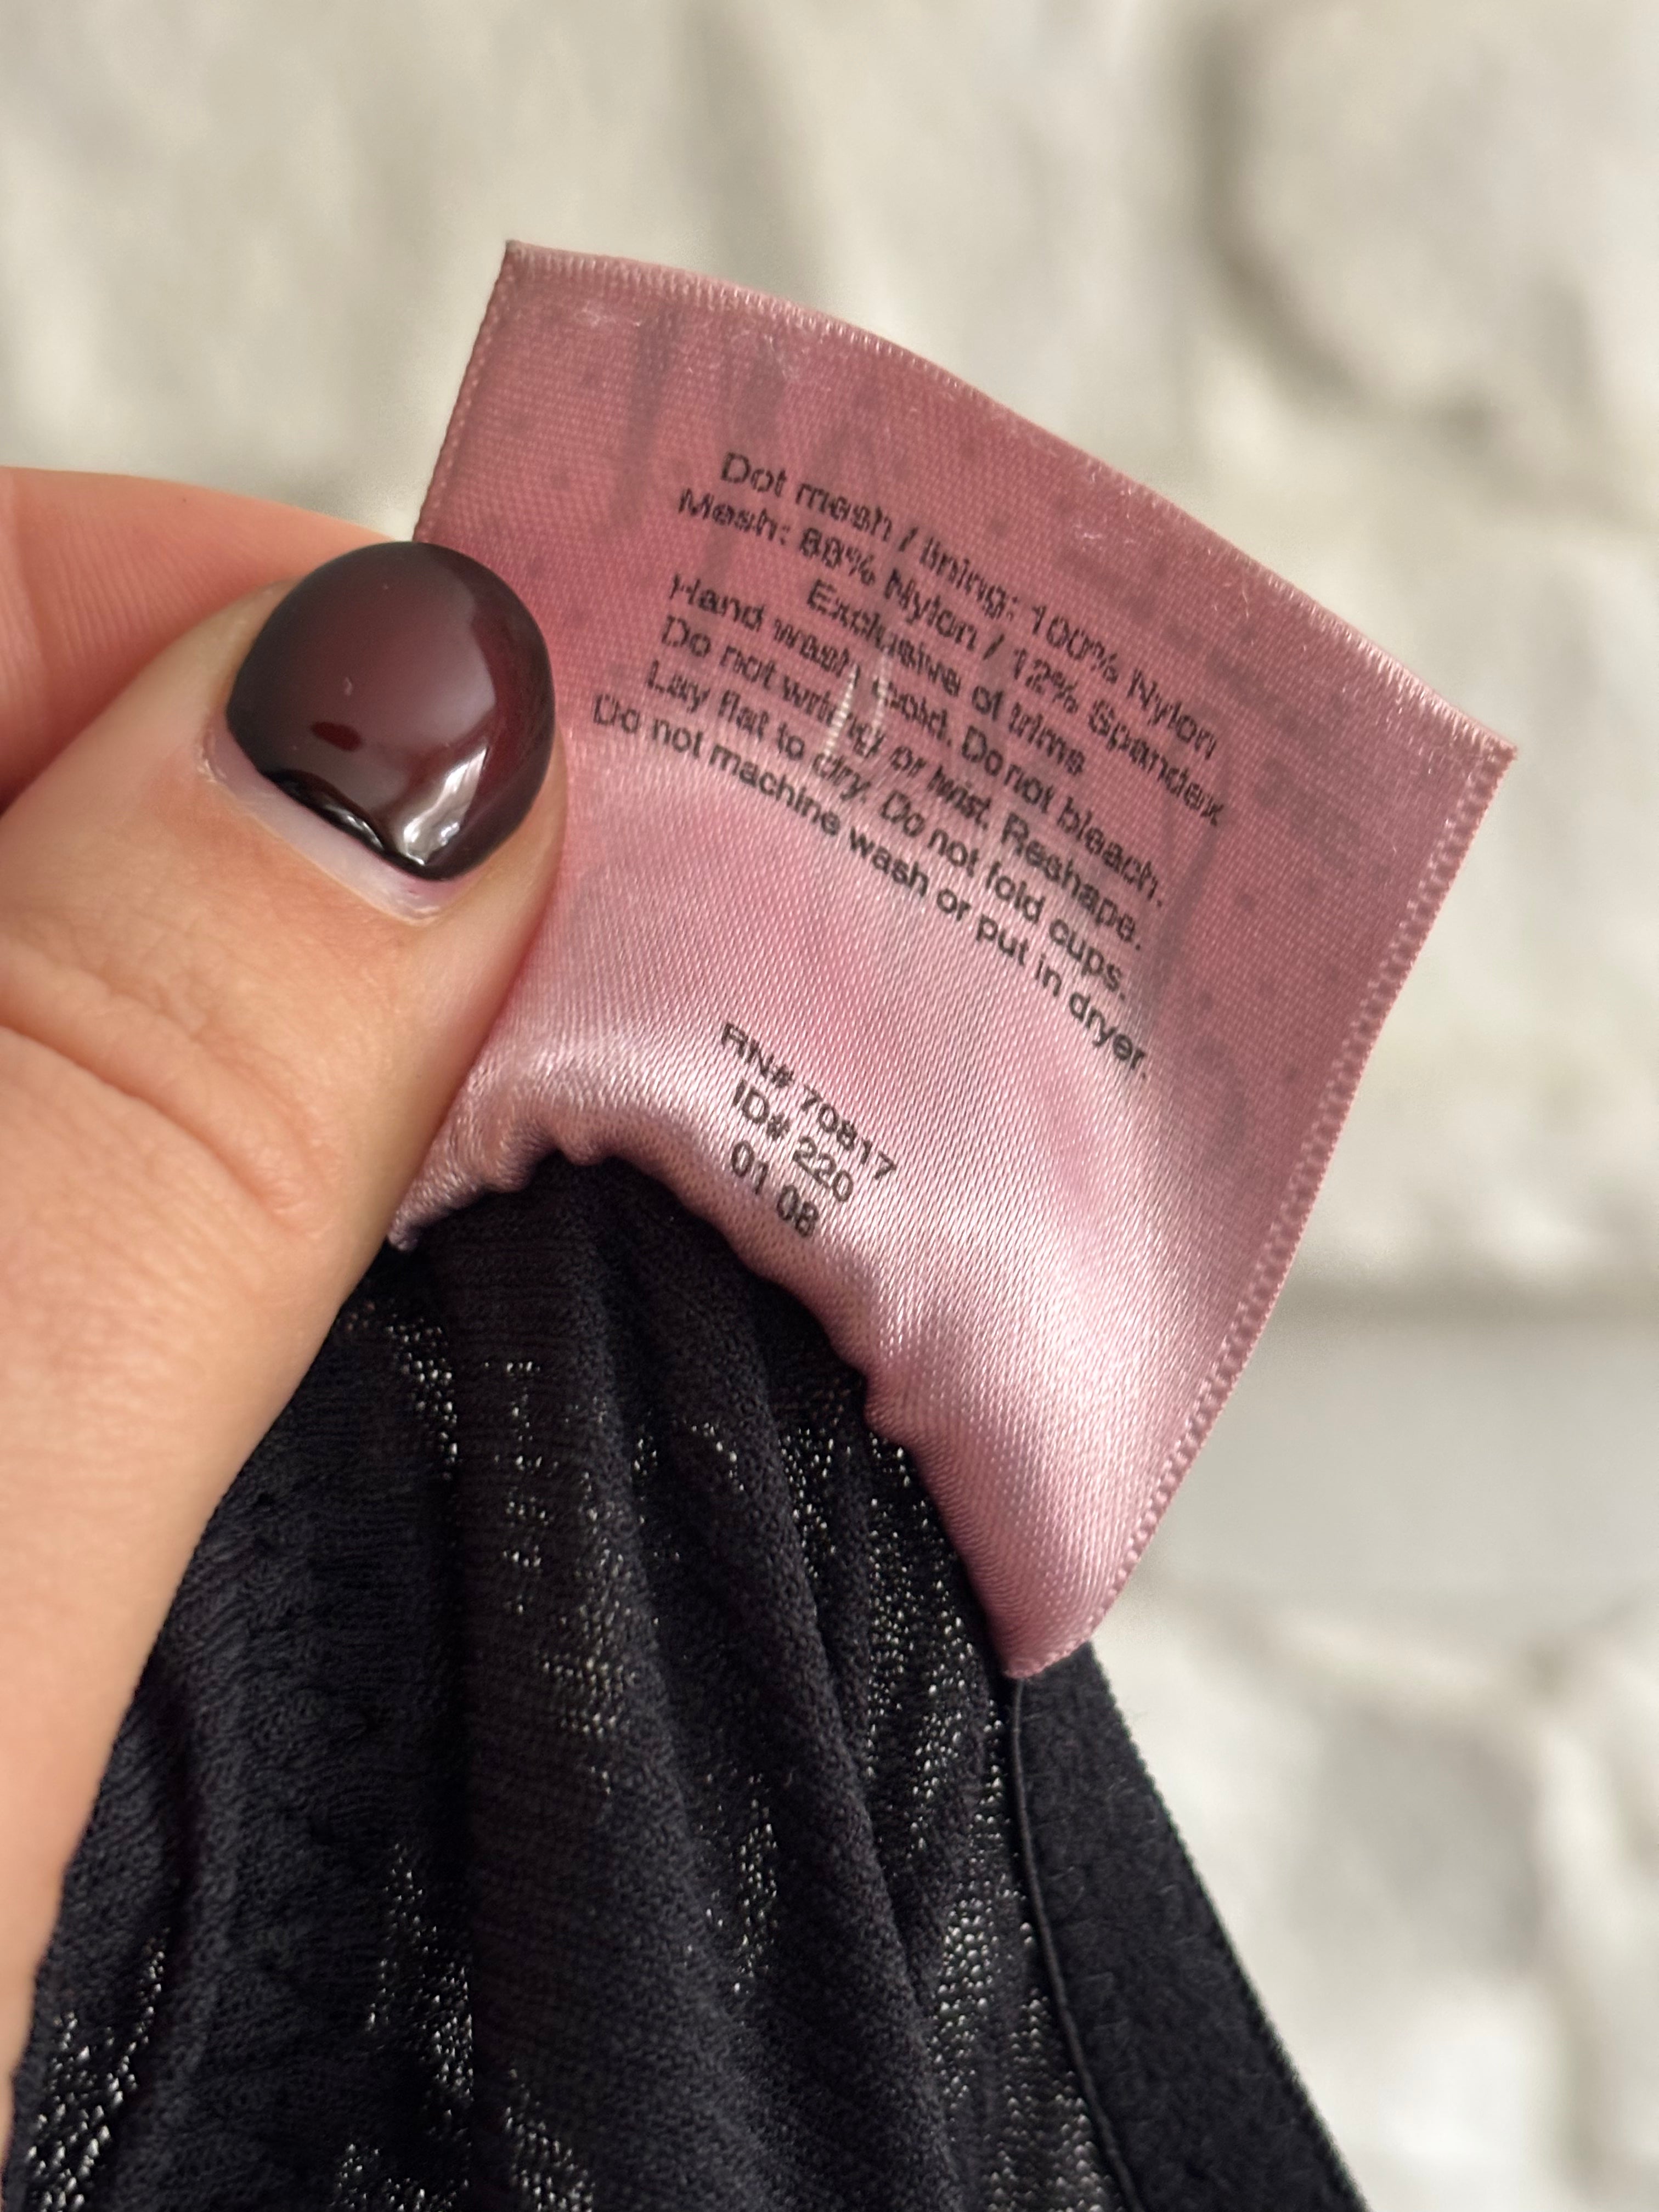 Dot mesh / lining: 100% Nylon
Mesh: 88% Nylon / 12% Spandex
Exclusive of trims
Hand wash cold. Do not bleach.
Do not wring or twist. Reshape.
Lay flat to dry. Do not fold cups.
Do not machine wash or put in dryer.
RN# 70817
ID# 220
01 08